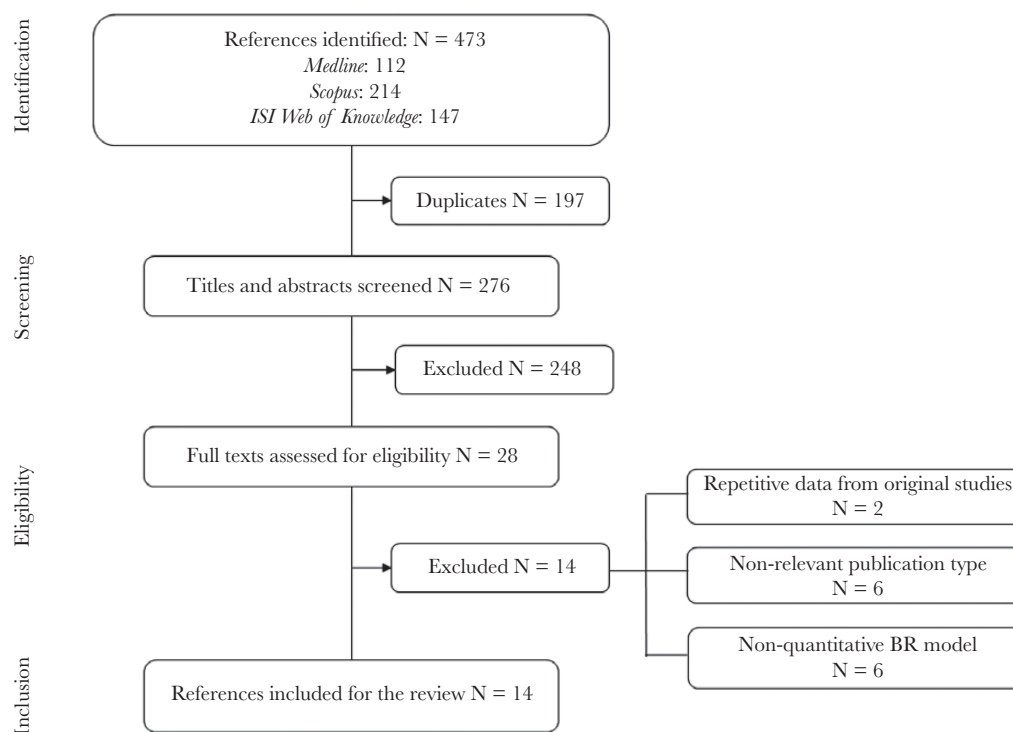 Identification
References identified: N = 473
Medline: 112
Scopus: 214
ISI Web of Knowledge: 147
Duplicates N = 197
Screening
Titles and abstracts screened N = 276
Excluded N = 248
Eligibility
Full texts assessed for eligibility N = 28
Excluded N = 14
Repetitive data from original studies
N = 2
Non-relevant publication type
N = 6
Non-quantitative BR model
N = 6
Inclusion
References included for the review N = 14